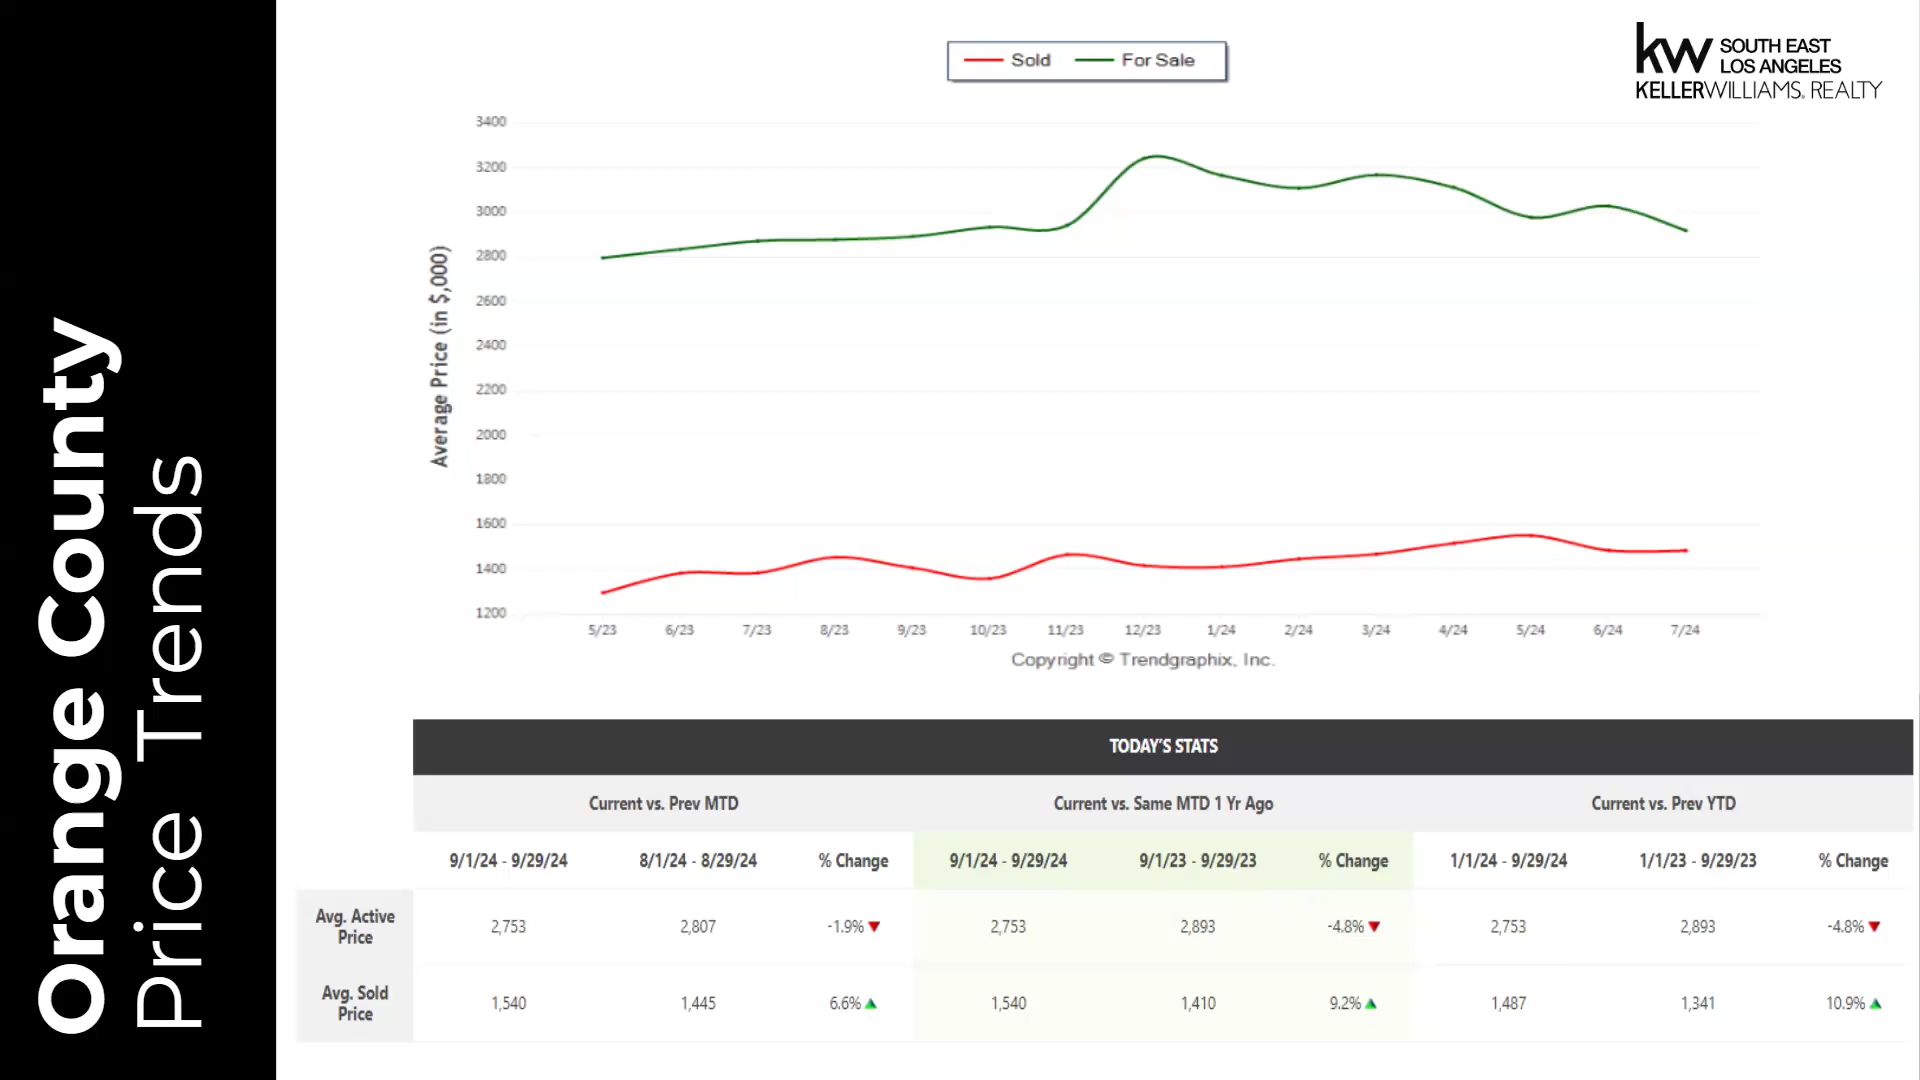 Orange County
Price Trends
Sold For Sale
kw SOUTH EAST
LOS ANGELES
KELLERWILLIAMS. REALTY
Average Price (in $,000)
3400
3200
3000
2800
2600
2400
2200
2000
1800
1600
1400
1200
5/23 6/23 7/23 8/23 9/23 10/23 11/23 12/23 1/24 2/24 3/24 4/24 5/24 6/24 7/24
Copyright © Trendgraphix, Inc.
TODAY'S STATS
Current vs. Prev MTD Current vs. Same MTD 1 Yr Ago Current vs. Prev YTD
9/1/24 - 9/29/24 8/1/24 - 8/29/24 % Change 9/1/24 - 9/29/24 9/1/23 - 9/29/23 % Change 1/1/24 - 9/29/24 1/1/23 - 9/29/23 % Change
Avg. Active
Price
2,753 2,807 -1.9% 2,753 2,893 -4.8% 2,753 2,893 -4.8%
Avg. Sold
Price
1,540 1,445 6.6% 1,540 1,410 9.2% 1,487 1,341 10.9%